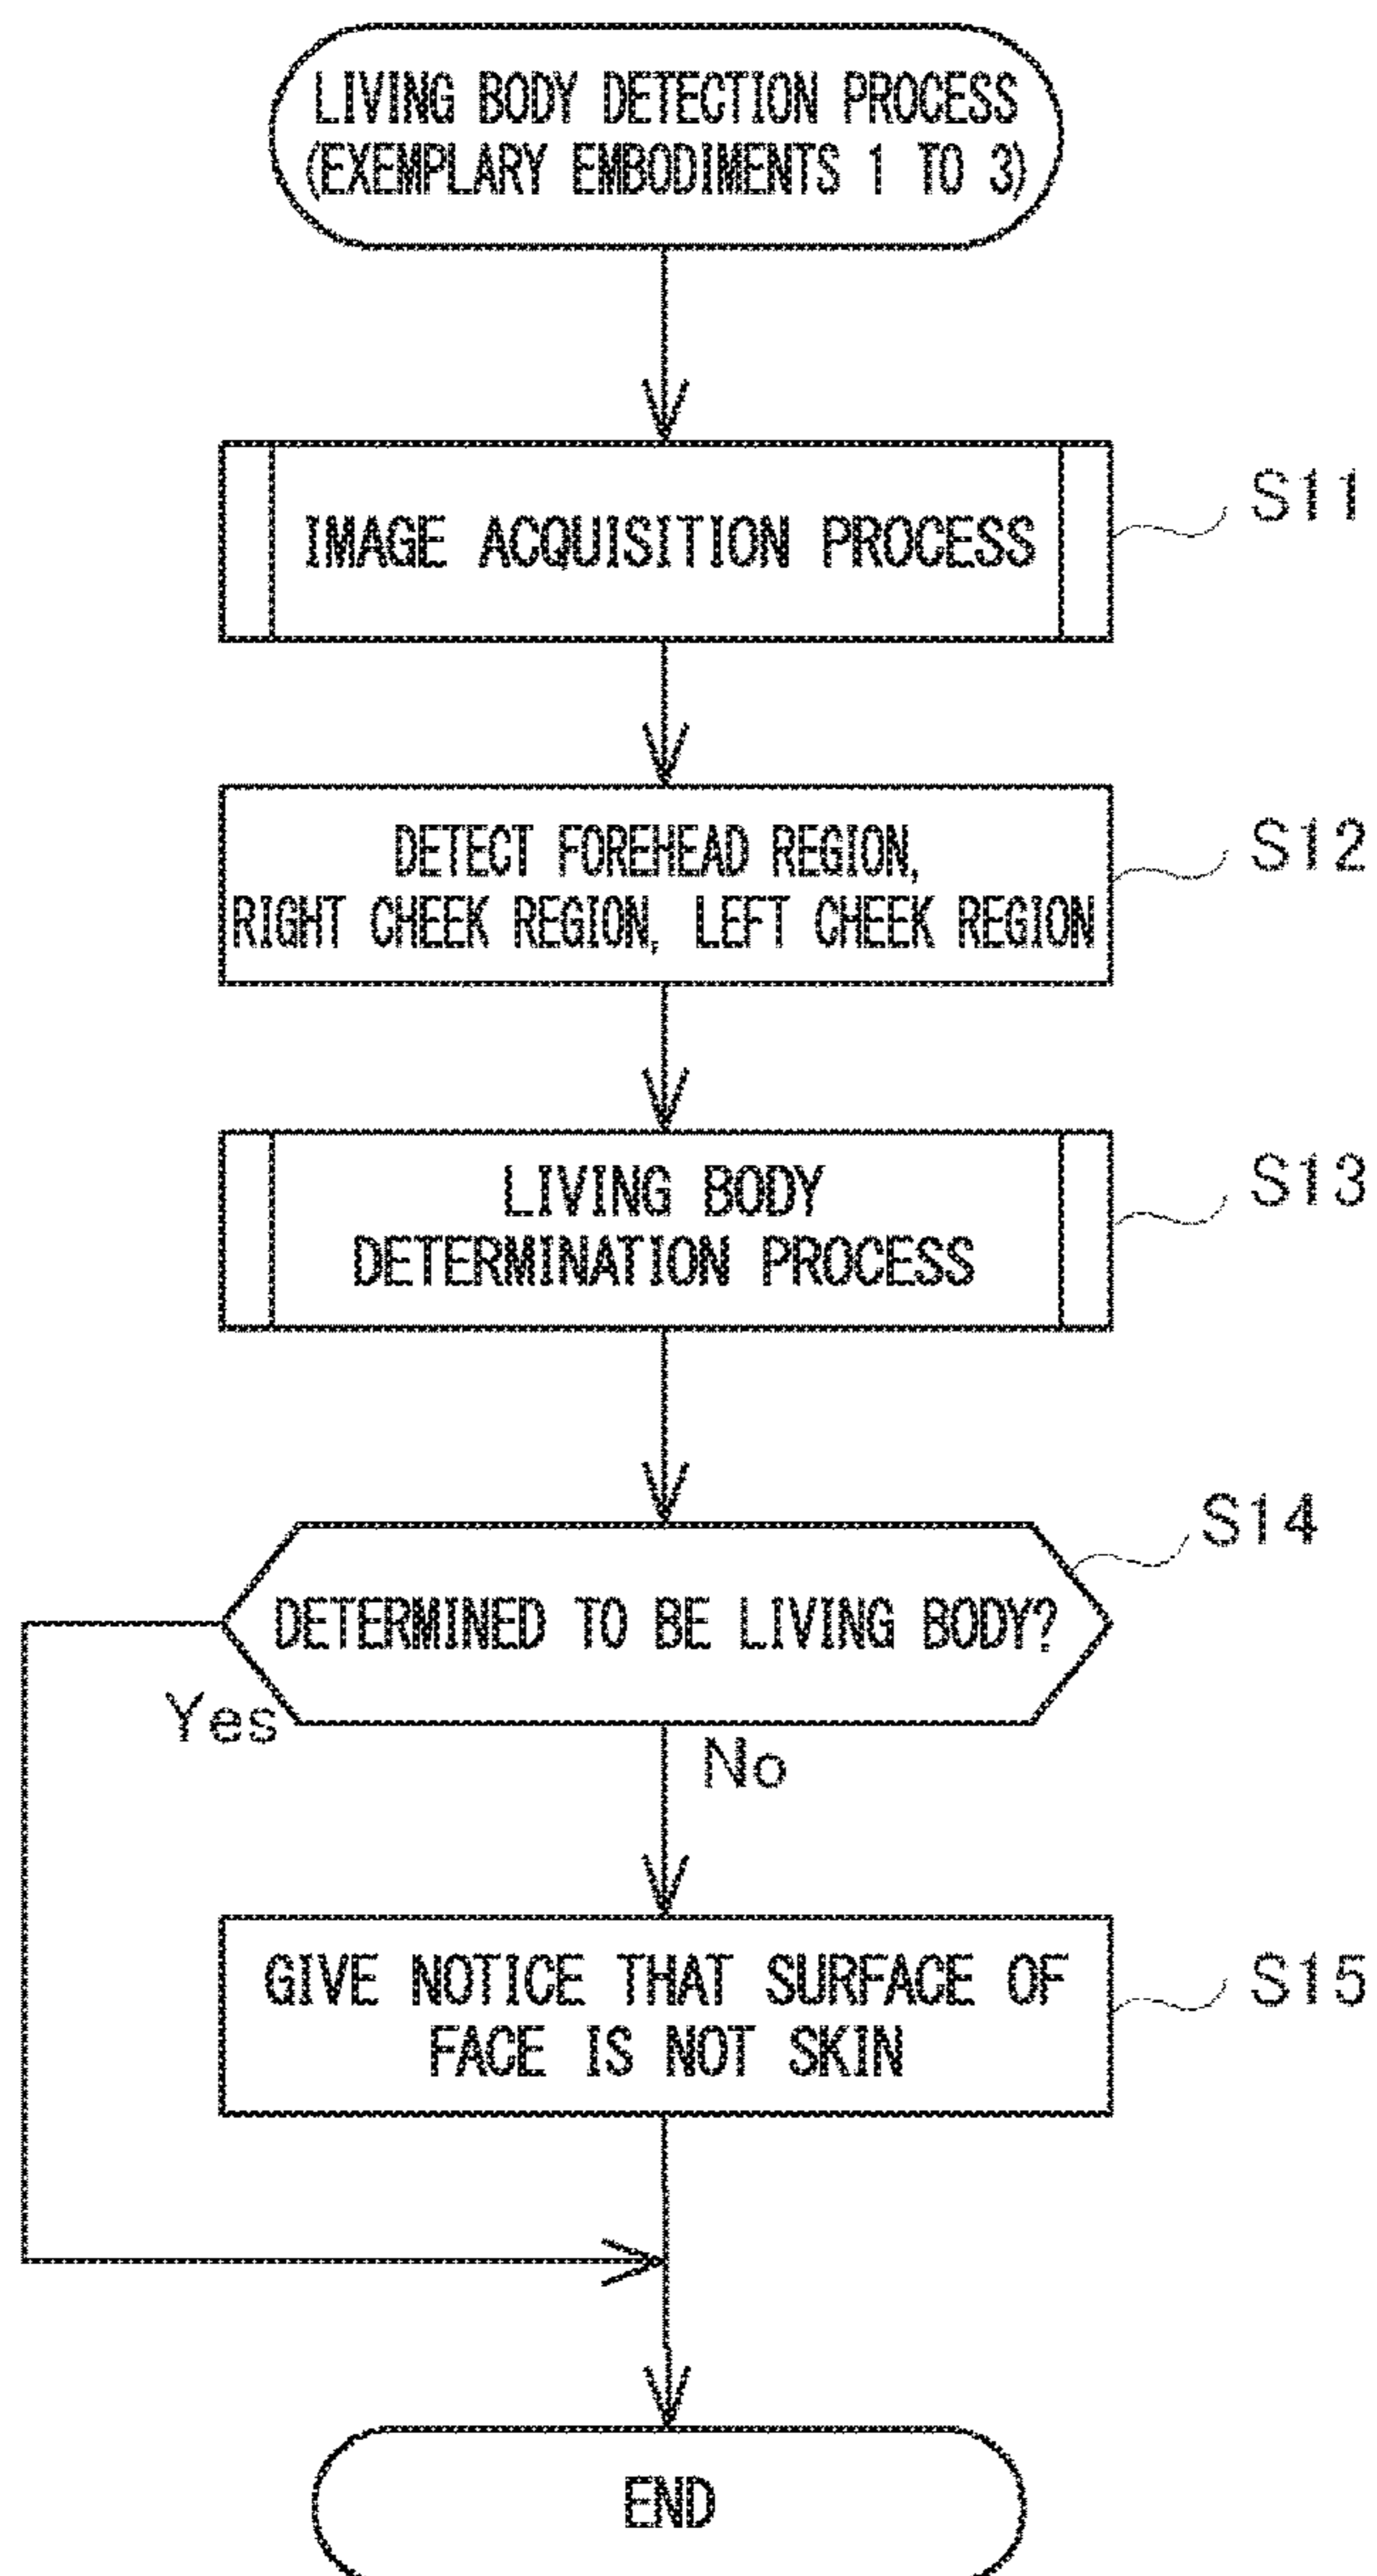 LIVING BODY DETECTION PROCESS
(EXEMPLARY EMBODIMENTS 1 TO 3)
IMAGE ACQUISITION PROCESS
S11
DETECT FOREHEAD REGION,
RIGHT CHEEK REGION, LEFT CHEEK REGION
S12
LIVING BODY
DETERMINATION PROCESS
S13
DETERMINED TO BE LIVING BODY?
S14
Yes
No
GIVE NOTICE THAT SURFACE OF
FACE IS NOT SKIN
S15
END